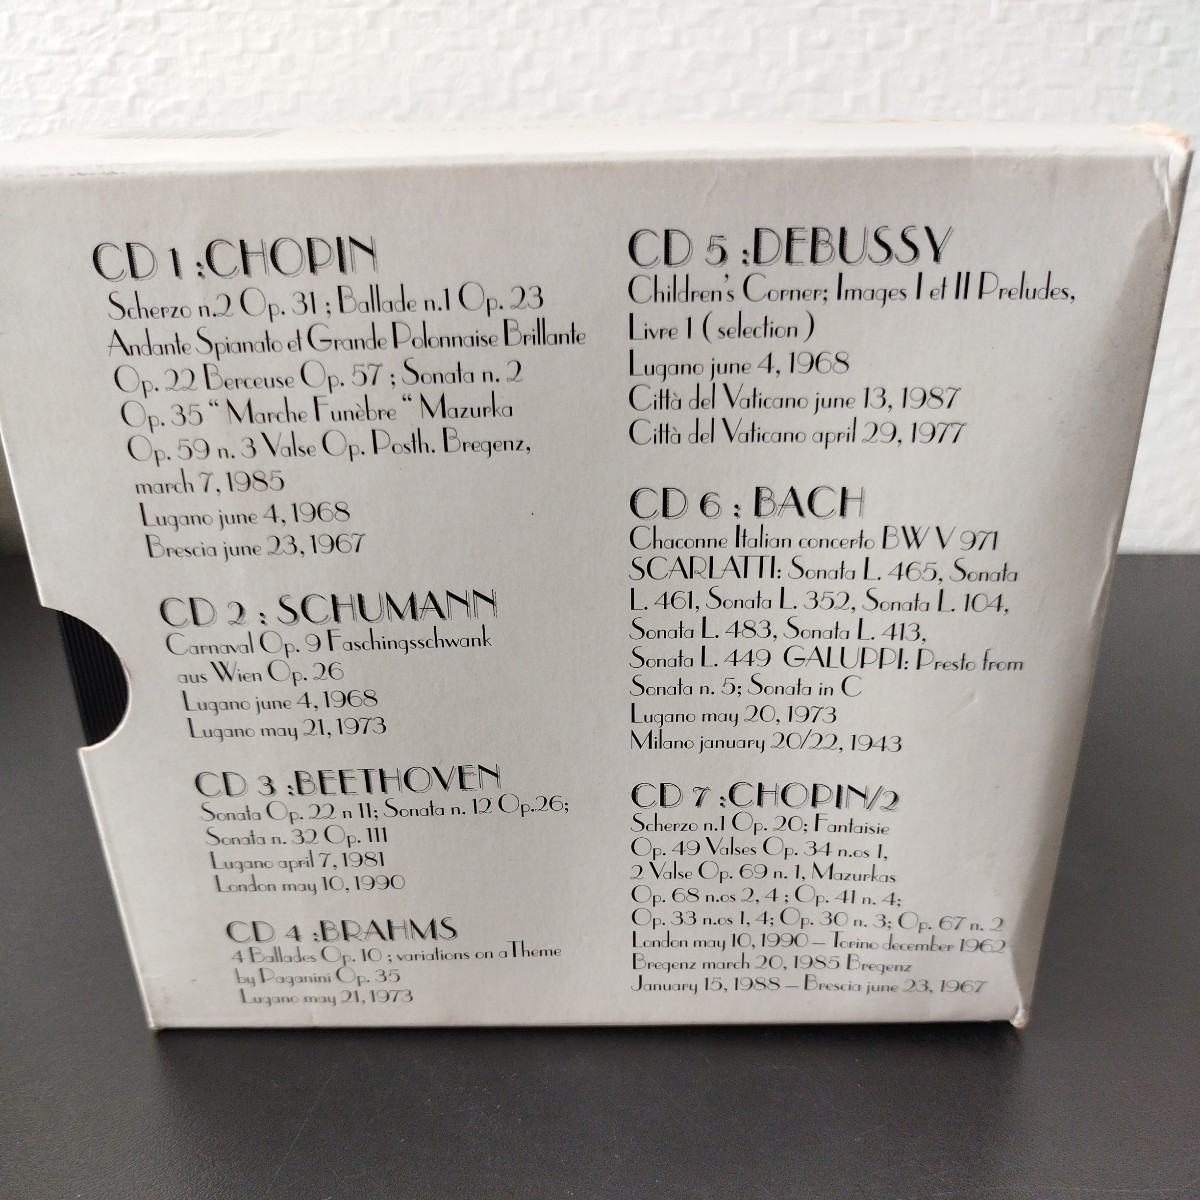 CD 1 :CHOPIN
Scherzo n.2 Op. 31 ; Ballade n.1 Op. 23
Andante Spianato et Grande Polonnaise Brillante
Op. 22 Berceuse Op. 57 ; Sonata n. 2
Op. 35 “ Marche Funèbre “ Mazurka
Op. 59 n. 3 Valse Op. Posth. Bregenz,
march 7, 1985
Lugano june 4, 1968
Brescia june 23, 1967
CD 2 : SCHUMANN
Carnaval Op. 9 Faschingsschwank
aus Wien Op. 26
Lugano june 4, 1968
Lugano may 21, 1973
CD 3 :BEETHOVEN
Sonata Op. 22 n 11; Sonata n. 12 Op.26;
Sonata n. 32 Op. 111
Lugano april 7, 1981
London may 10, 1990
CD 4 :BRAHMS
4 Ballades Op. 10 ; variations on a Theme
by Paganini Op. 35
Lugano may 21, 1973
CD 5 :DEBUSSY
Children's Corner; Images I et II Preludes,
Livre 1 ( selection )
Lugano june 4, 1968
Città del Vaticano june 13, 1987
Città del Vaticano april 29, 1977
CD 6 : BACH
Chaconne Italian concerto BWV 971
SCARLATTI: Sonata L. 465, Sonata
L. 461, Sonata L. 352, Sonata L. 104,
Sonata L. 483, Sonata L. 413,
Sonata L. 449 GALUPPI: Presto from
Sonata n. 5; Sonata in C
Lugano may 20, 1973
Milano january 20/22, 1943
CD 7 :CHOPIN/2
Scherzo n.1 Op. 20; Fantaisie
Op. 49 Valses Op. 34 n.os 1,
2 Valse Op. 69 n. 1, Mazurkas
Op. 68 n.os 2, 4 ; Op. 41 n. 4;
Op. 33 n.os 1, 4; Op. 30 n. 3; Op. 67 n. 2
London may 10, 1990 – Torino december 1962
Bregenz march 20, 1985 Bregenz
January 15, 1988 – Brescia june 23, 1967